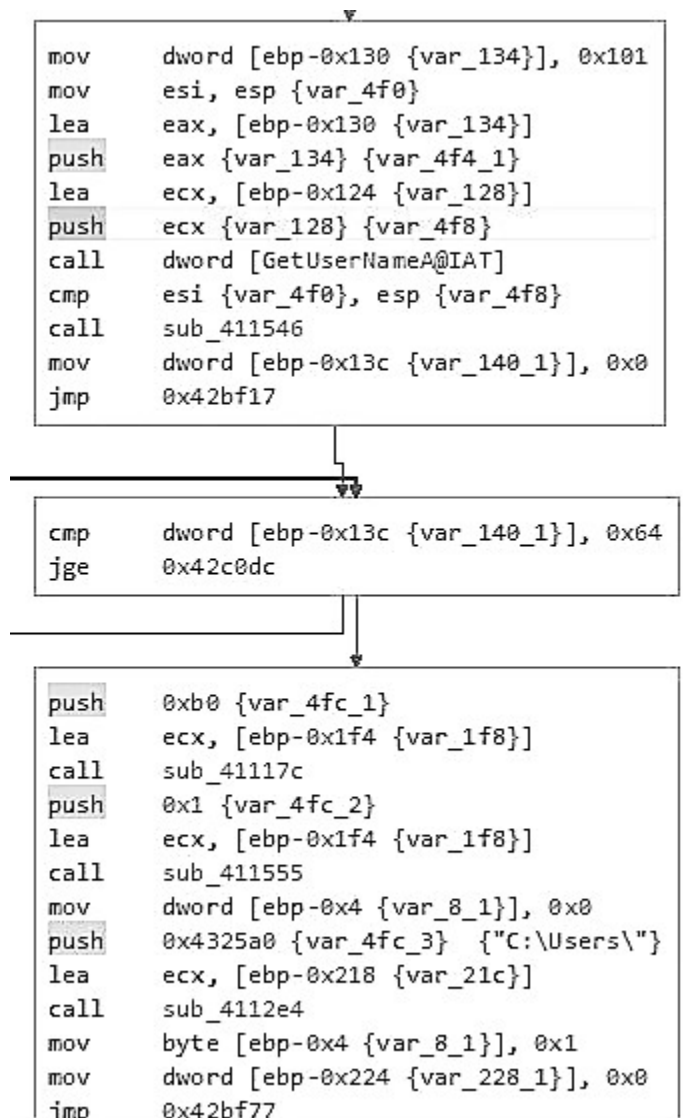 mov dword [ebp-0x130 {var_134}], 0x101
mov esi, esp {var_4f0}
lea eax, [ebp-0x130 {var_134}]
push eax {var_134} {var_4f4_1}
lea ecx, [ebp-0x124 {var_128}]
push ecx {var_128} {var_4f8}
call dword [GetUserNameA@IAT]
cmp esi {var_4f0}, esp {var_4f8}
call sub_411546
mov dword [ebp-0x13c {var_140_1}], 0x0
jmp 0x42bf17
cmp dword [ebp-0x13c {var_140_1}], 0x64
jge 0x42c0dc
push 0xb0 {var_4fc_1}
lea ecx, [ebp-0x1f4 {var_1f8}]
call sub_41117c
push 0x1 {var_4fc_2}
lea ecx, [ebp-0x1f4 {var_1f8}]
call sub_411555
mov dword [ebp-0x4 {var_8_1}], 0x0
push 0x4325a0 {var_4fc_3} {"C:\Users\"}
lea ecx, [ebp-0x218 {var_21c}]
call sub_4112e4
mov byte [ebp-0x4 {var_8_1}], 0x1
mov dword [ebp-0x224 {var_228_1}], 0x0
jmp 0x42bf77